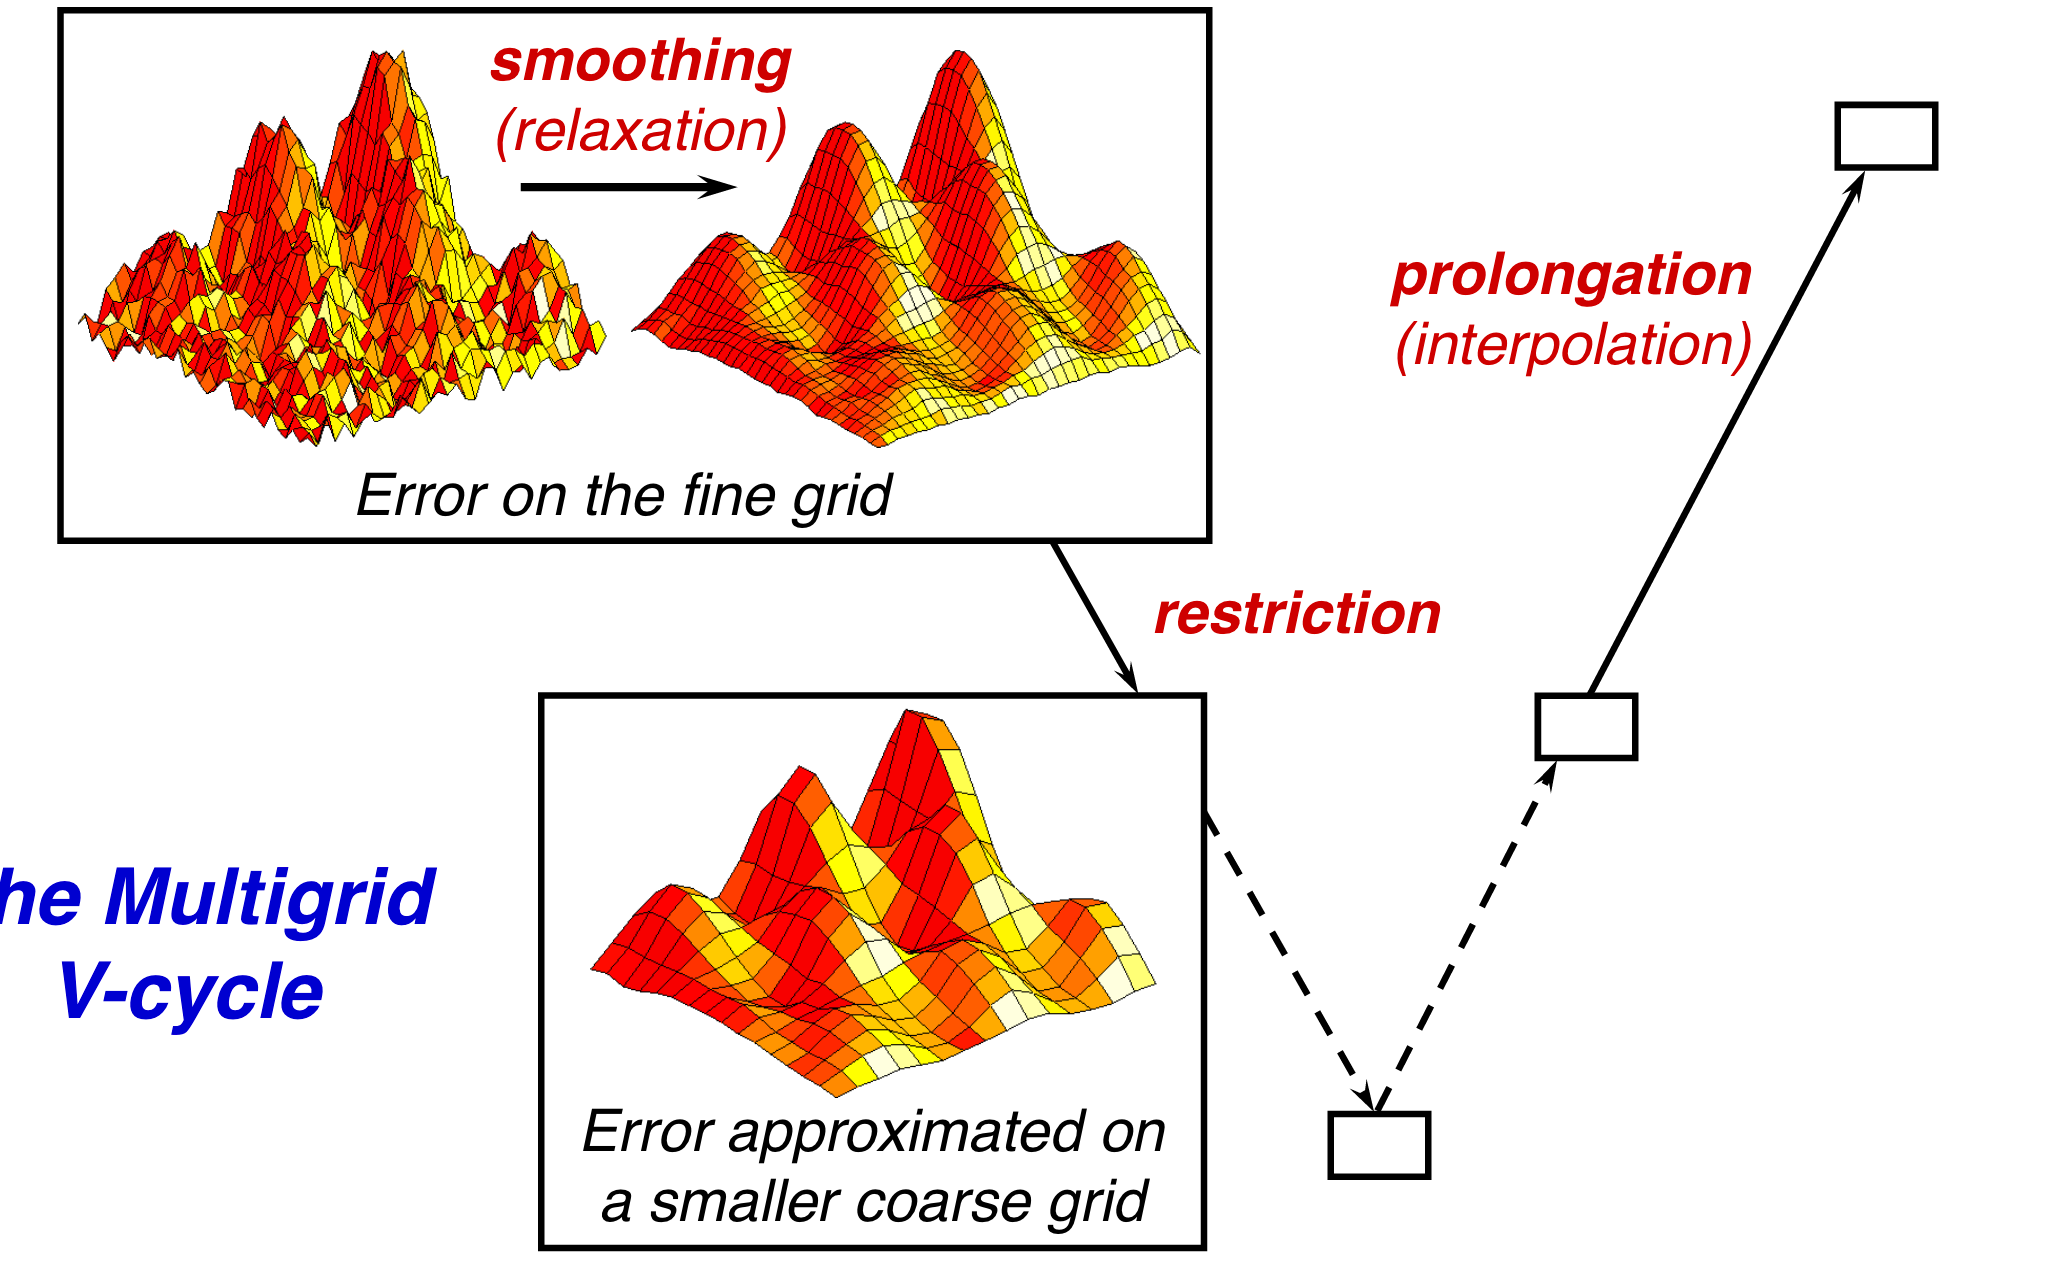 smoothing
(relaxation)
Error on the fine grid
prolongation
(interpolation)
restriction
he Multigrid
V-cycle
Error approximated on
a smaller coarse grid